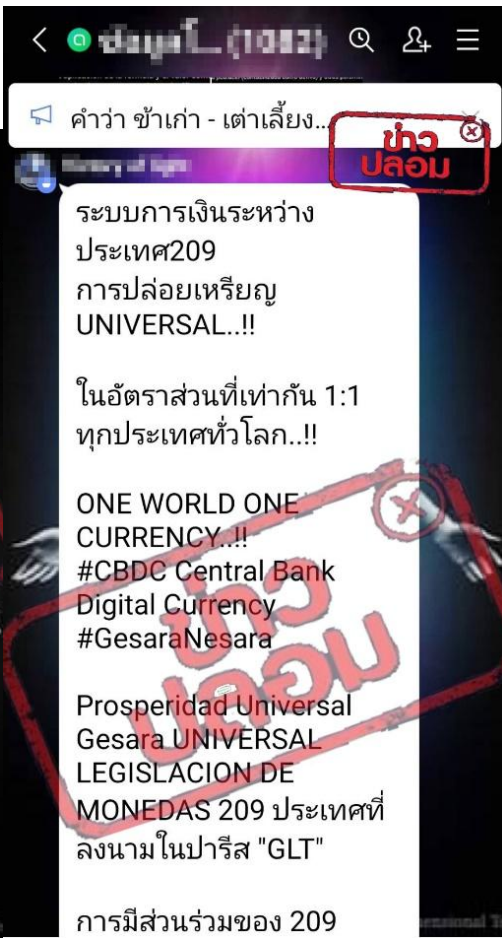 (1082)
คำว่า ข้าเก่า - เต่าเลี้ยง...
ข่าว
ปลอม
ระบบการเงินระหว่าง
ประเทศ209
การปล่อยเหรียญ
UNIVERSAL..!!
ในอัตราส่วนที่เท่ากัน 1:1
ทุกประเทศทั่วโลก..!!
ONE WORLD ONE
CURRENCY..!!
#CBDC Central Bank
Digital Currency
#GesaraNesara
ข่าว
ปลอม
Prosperidad Universal
Gesara UNIVERSAL
LEGISLACION DE
MONEDAS 209 ประเทศที่
ลงนามในปารีส "GLT"
การมีส่วนร่วมของ 209